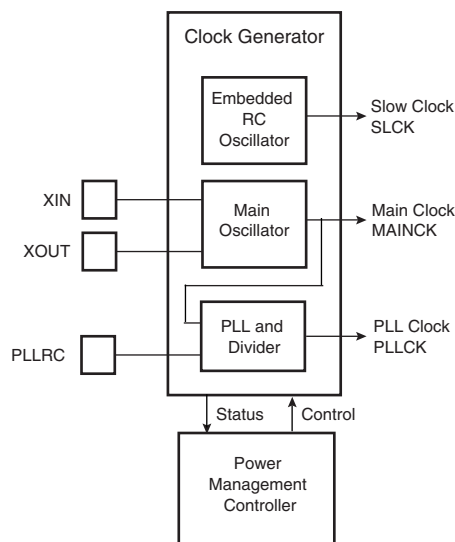 Clock Generator
Embedded
RC
Oscillator
Slow Clock
SLCK
XIN
Main
Oscillator
Main Clock
MAINCK
XOUT
PLL and
Divider
PLL Clock
PLLCK
PLLRC
Status
Control
Power
Management
Controller